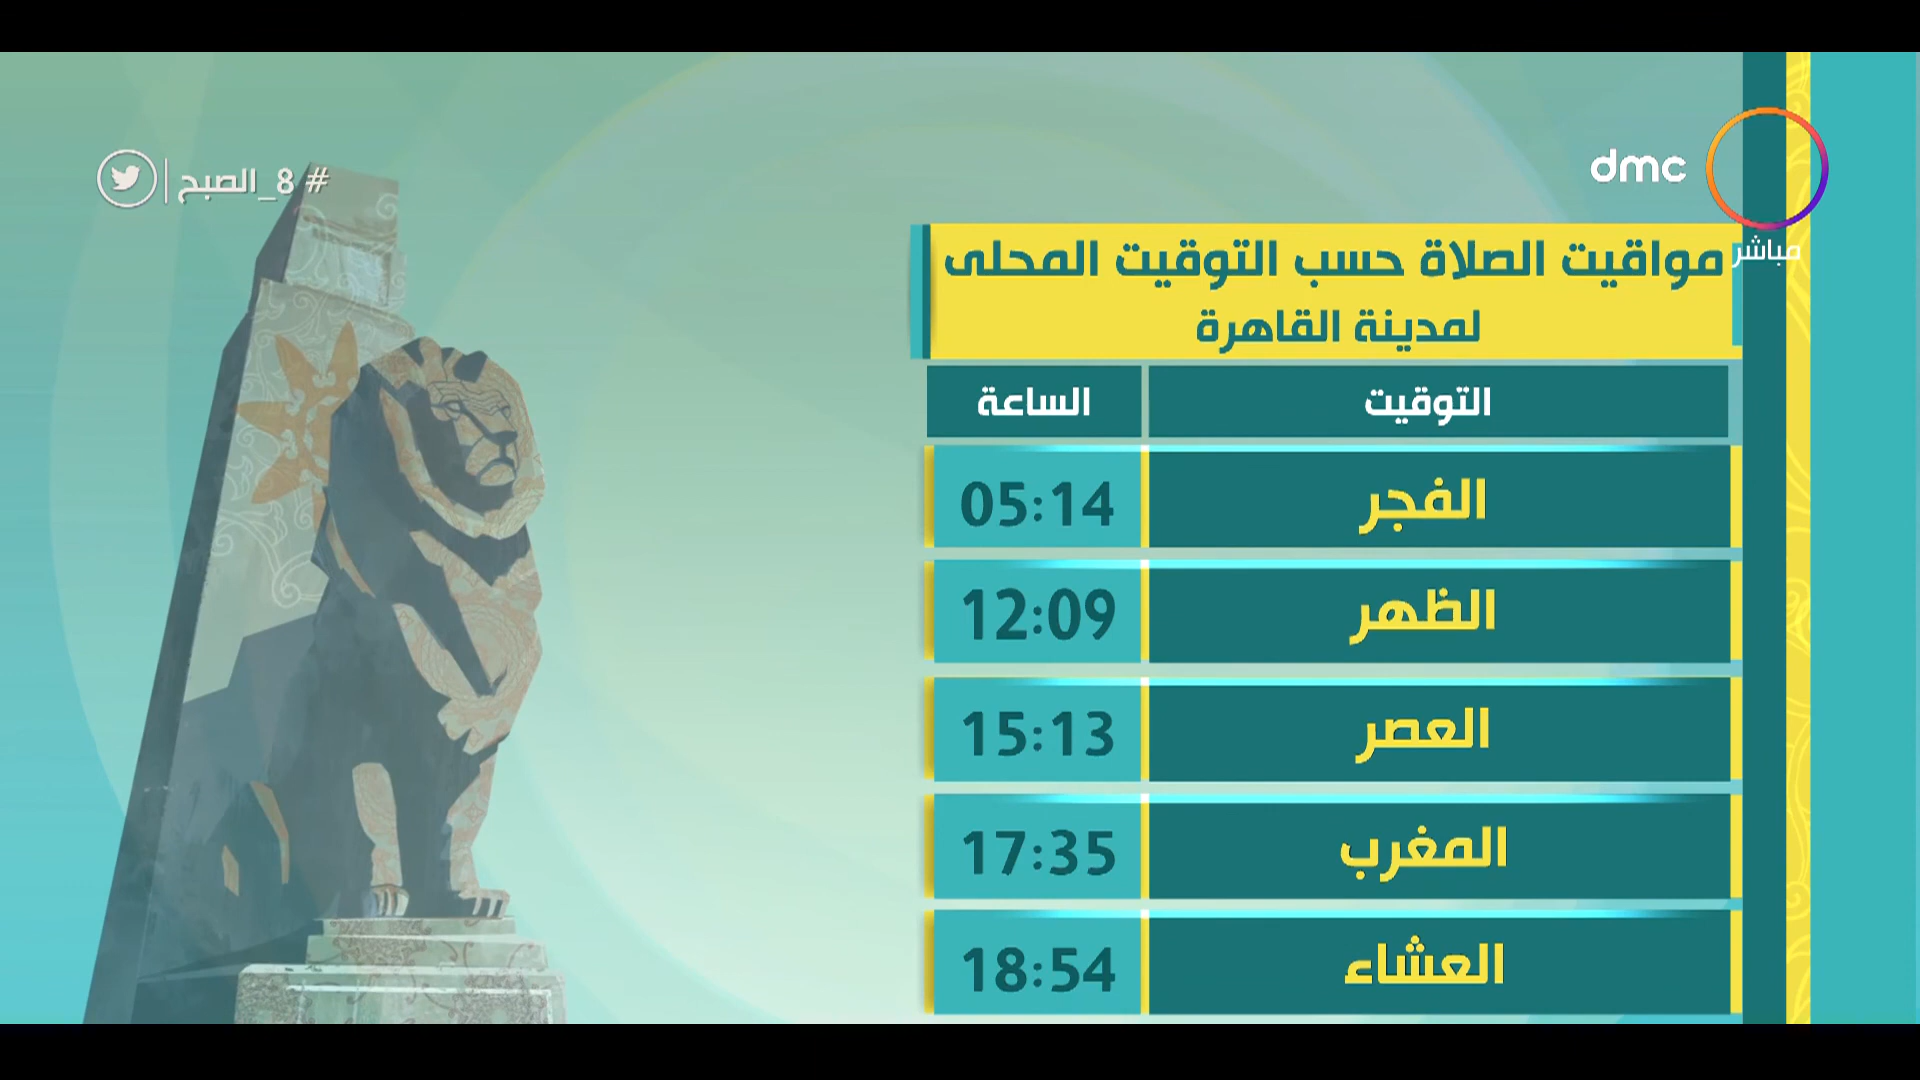 # 8_الصبح
dmc
مباشر
مواقيت الصلاة حسب التوقيت المحلى
لمدينة القاهرة
التوقيت الساعة
الفجر 05:14
الظهر 12:09
العصر 15:13
المغرب 17:35
العشاء 18:54